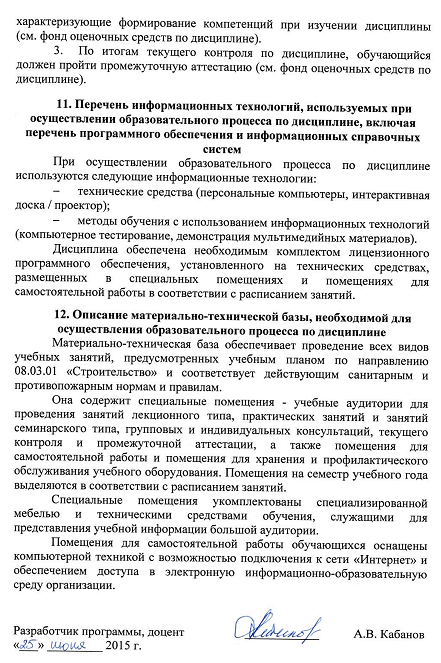 характеризующие формирование компетенций при изучении дисциплины
(см. фонд оценочных средств по дисциплине).
3. По итогам текущего контроля по дисциплине, обучающийся
должен пройти промежуточную аттестацию (см. фонд оценочных средств по
дисциплине).
11. Перечень информационных технологий, используемых при
осуществлении образовательного процесса по дисциплине, включая
перечень программного обеспечения и информационных справочных
систем
При осуществлении образовательного процесса по дисциплине
используются следующие информационные технологии:
– технические средства (персональные компьютеры, интерактивная
доска / проектор);
– методы обучения с использованием информационных технологий
(компьютерное тестирование, демонстрация мультимедийных материалов).
Дисциплина обеспечена необходимым комплектом лицензионного
программного обеспечения, установленного на технических средствах,
размещенных в специальных помещениях и помещениях для
самостоятельной работы в соответствии с расписанием занятий.
12. Описание материально-технической базы, необходимой для
осуществления образовательного процесса по дисциплине
Материально-техническая база обеспечивает проведение всех видов
учебных занятий, предусмотренных учебным планом по направлению
08.03.01 «Строительство» и соответствует действующим санитарным и
противопожарным нормам и правилам.
Она содержит специальные помещения - учебные аудитории для
проведения занятий лекционного типа, практических занятий и занятий
семинарского типа, групповых и индивидуальных консультаций, текущего
контроля и промежуточной аттестации, а также помещения для
самостоятельной работы и помещения для хранения и профилактического
обслуживания учебного оборудования. Помещения на семестр учебного года
выделяются в соответствии с расписанием занятий.
Специальные помещения укомплектованы специализированной
мебелью и техническими средствами обучения, служащими для
представления учебной информации большой аудитории.
Помещения для самостоятельной работы обучающихся оснащены
компьютерной техникой с возможностью подключения к сети «Интернет» и
обеспечением доступа в электронную информационно-образовательную
среду организации.
Разработчик программы, доцент А.В. Кабанов
«25» июня 2015 г.